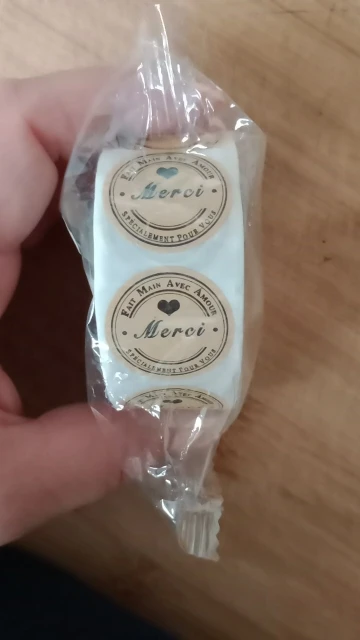 Fait Main Avec Amour
Merci
Specialement Pour Vous
Fait Main Avec Amour
Merci
Specialement Pour Vous